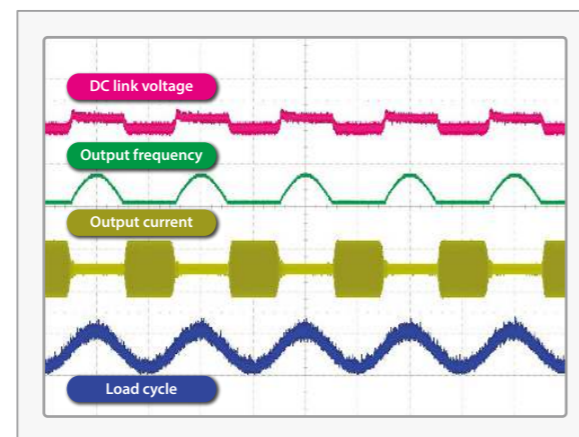 DC link voltage
Output frequency
Output current
Load cycle